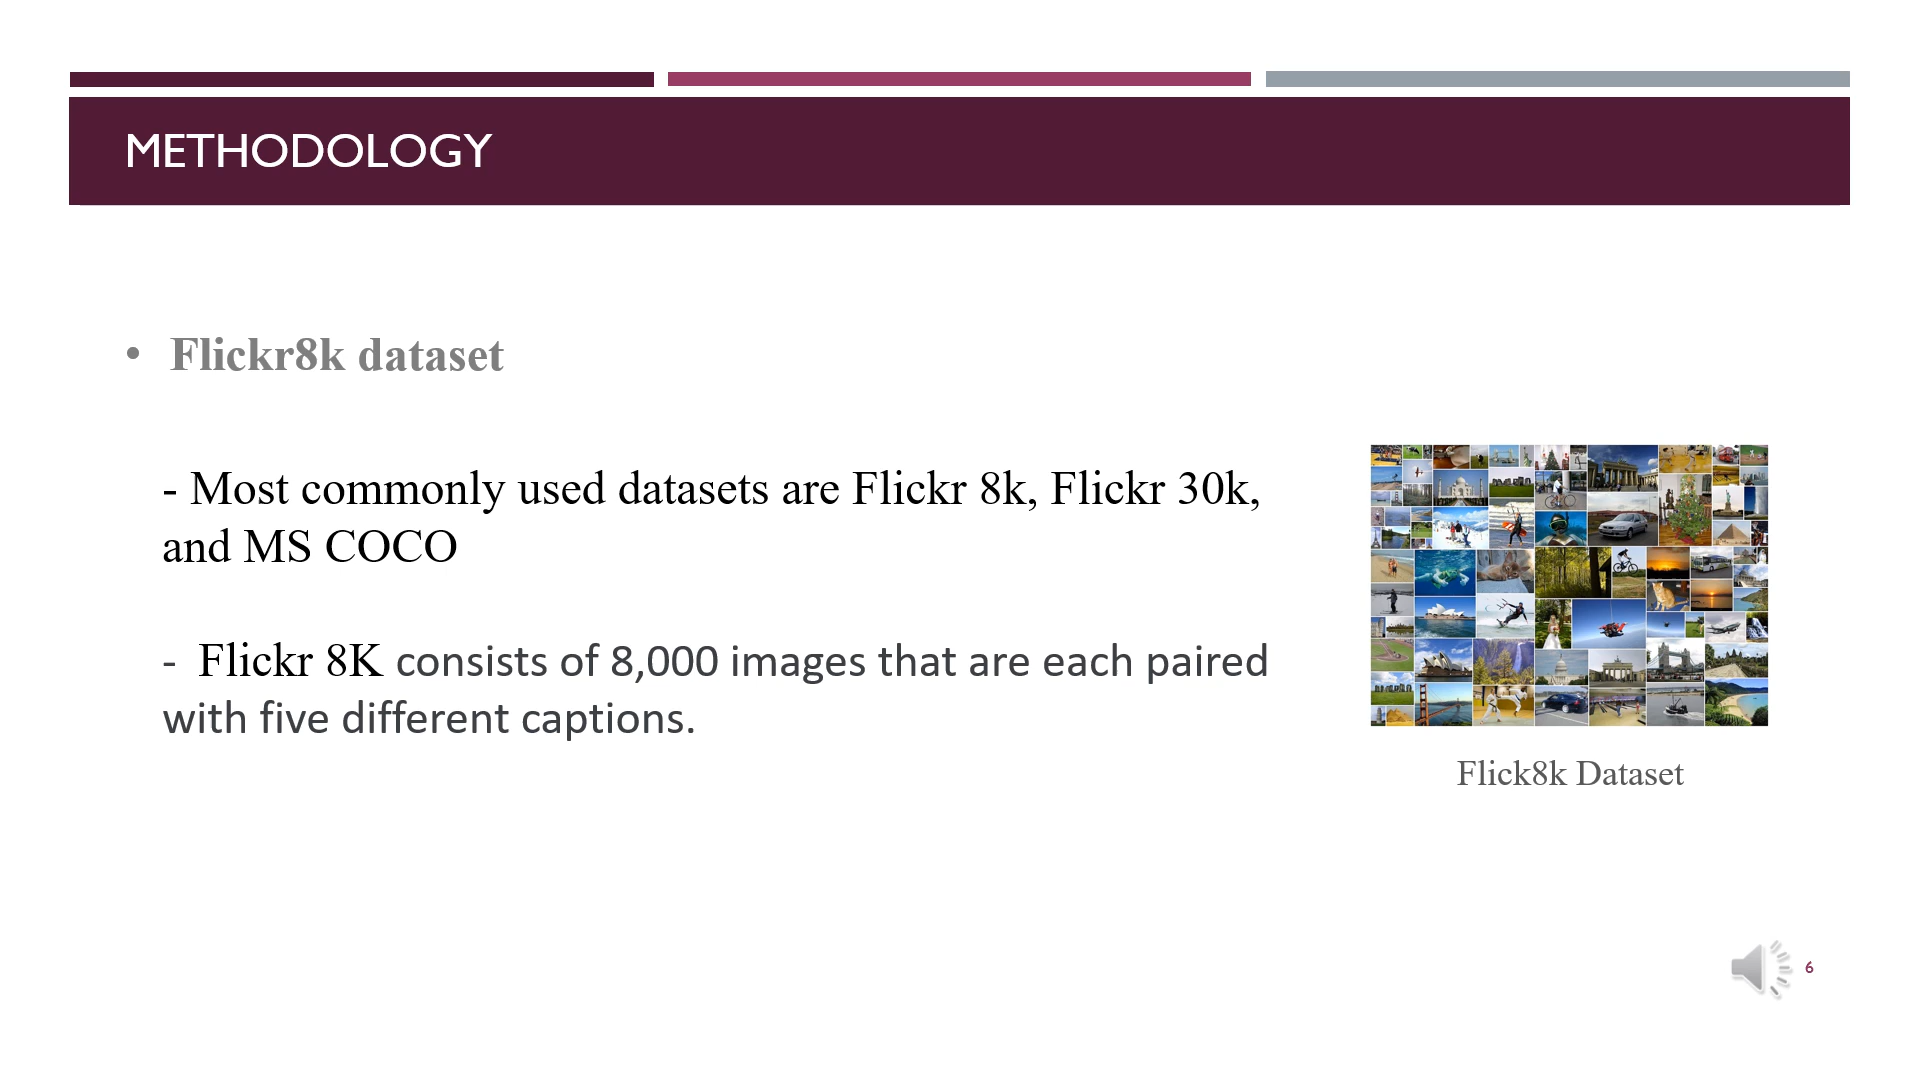 METHODOLOGY
• Flickr8k dataset
- Most commonly used datasets are Flickr 8k, Flickr 30k,
and MS COCO
- Flickr 8K consists of 8,000 images that are each paired
with five different captions.
Flick8k Dataset
6